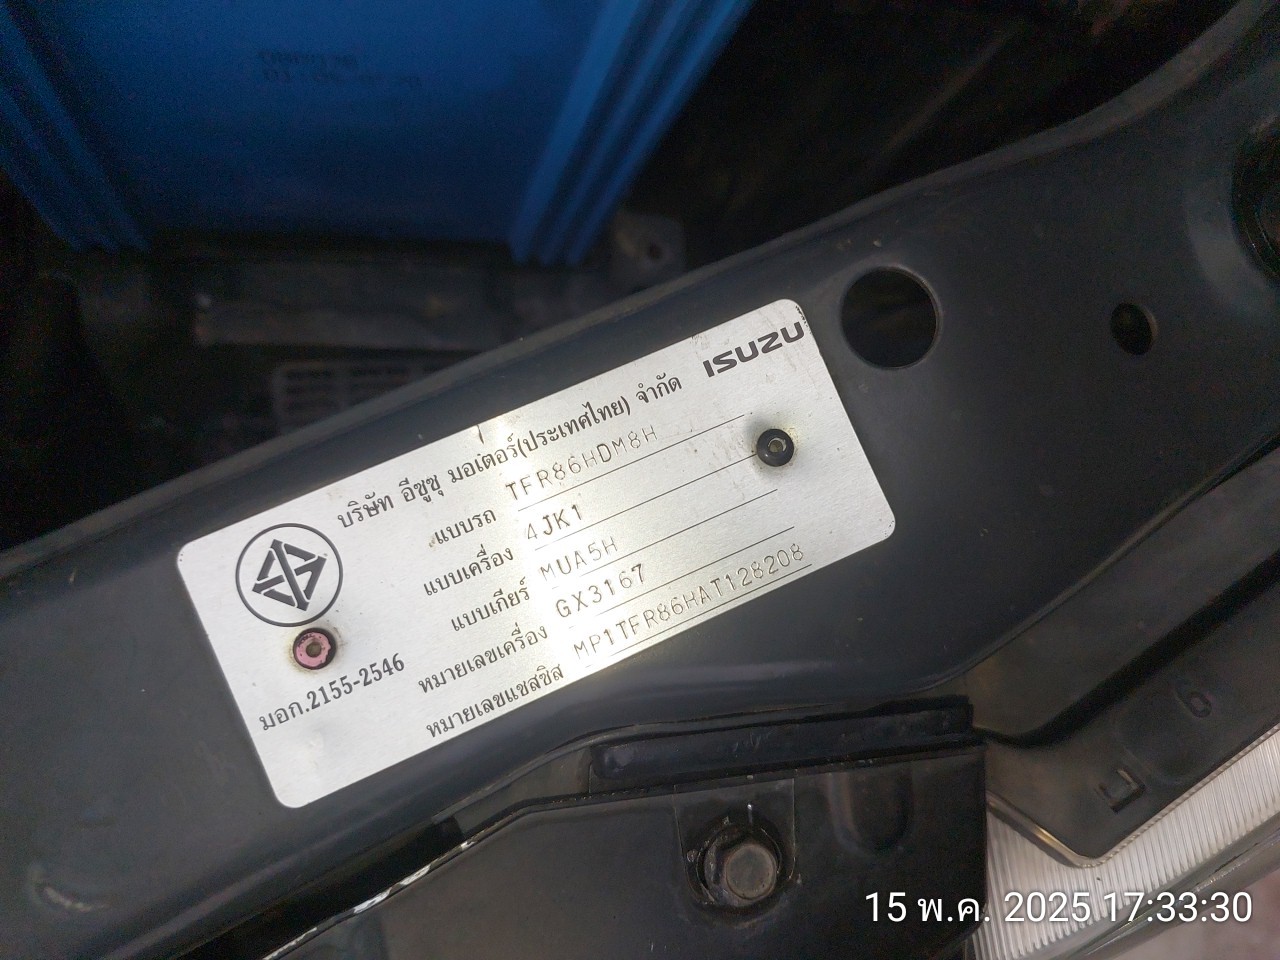 ISUZU
บริษัท อีซูซุ มอเตอร์(ประเทศไทย) จำกัด
แบบรถ TFR86HDM8H
แบบเครื่อง 4JK1
แบบเกียร์ MUA5H
หมายเลขเครื่อง GX3167
หมายเลขแชสซิส MP1TFR86HAT128208
มอก.2155-2546
15 พ.ค. 2025 17:33:30